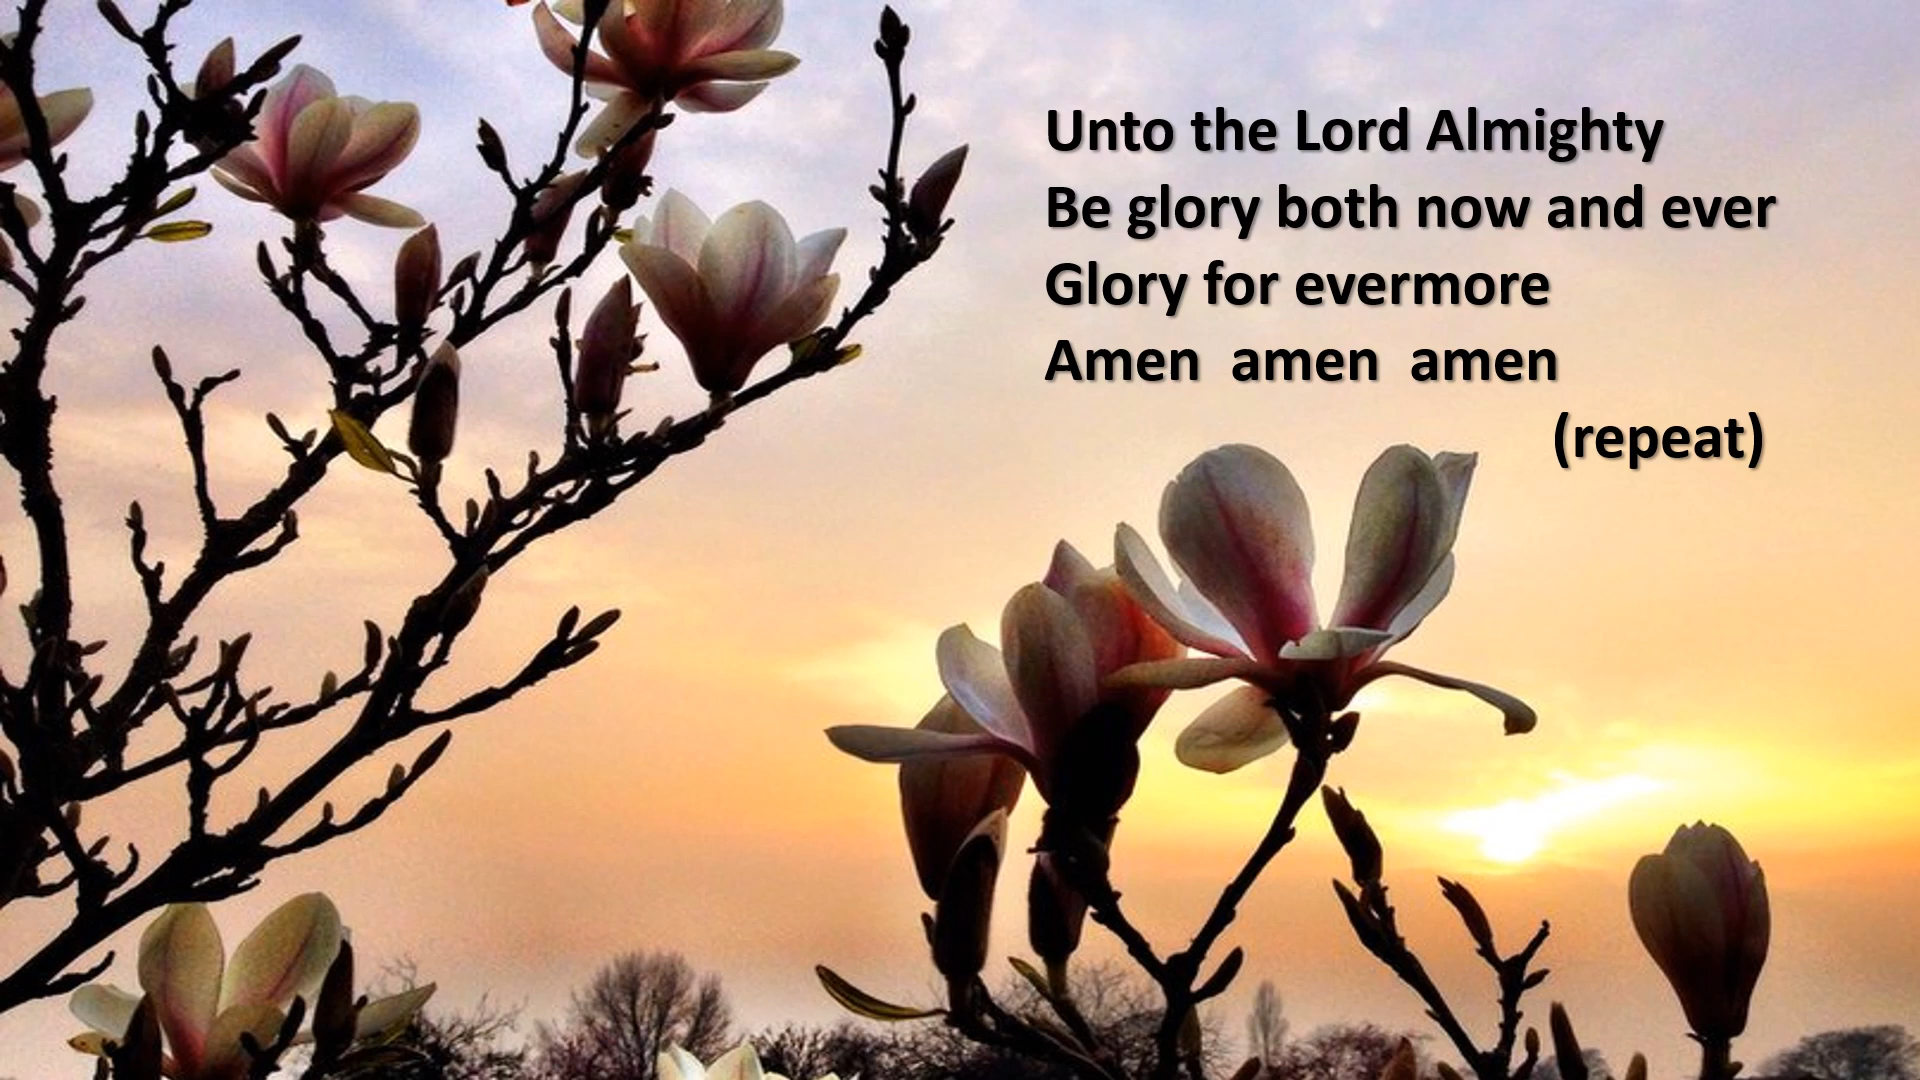 Unto the Lord Almighty
Be glory both now and ever
Glory for evermore
Amen  amen  amen
(repeat)